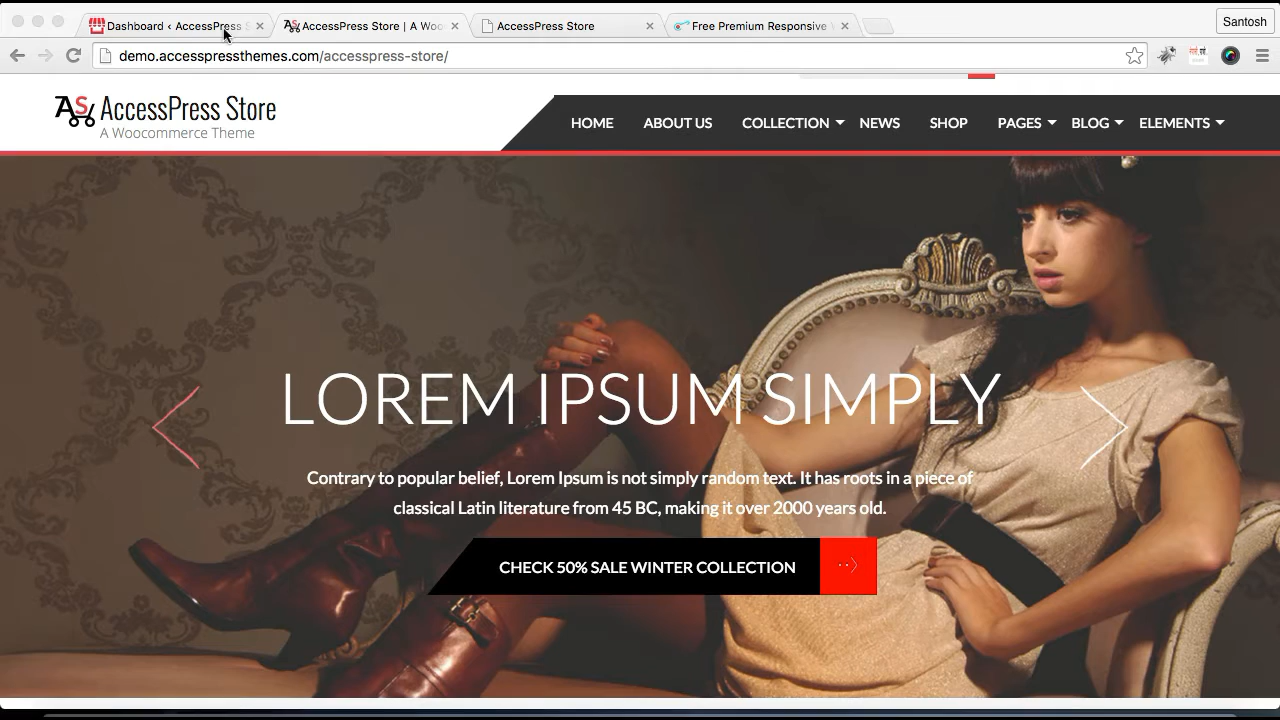 Dashboard ‹ AccessPress S
AccessPress Store | A Woo
AccessPress Store
Free Premium Responsive
Santosh
demo.accesspressthemes.com/accesspress-store/
AS AccessPress Store
A Woocommerce Theme
HOME
ABOUT US
COLLECTION
NEWS
SHOP
PAGES
BLOG
ELEMENTS
LOREM IPSUM SIMPLY
Contrary to popular belief, Lorem Ipsum is not simply random text. It has roots in a piece of
classical Latin literature from 45 BC, making it over 2000 years old.
CHECK 50% SALE WINTER COLLECTION